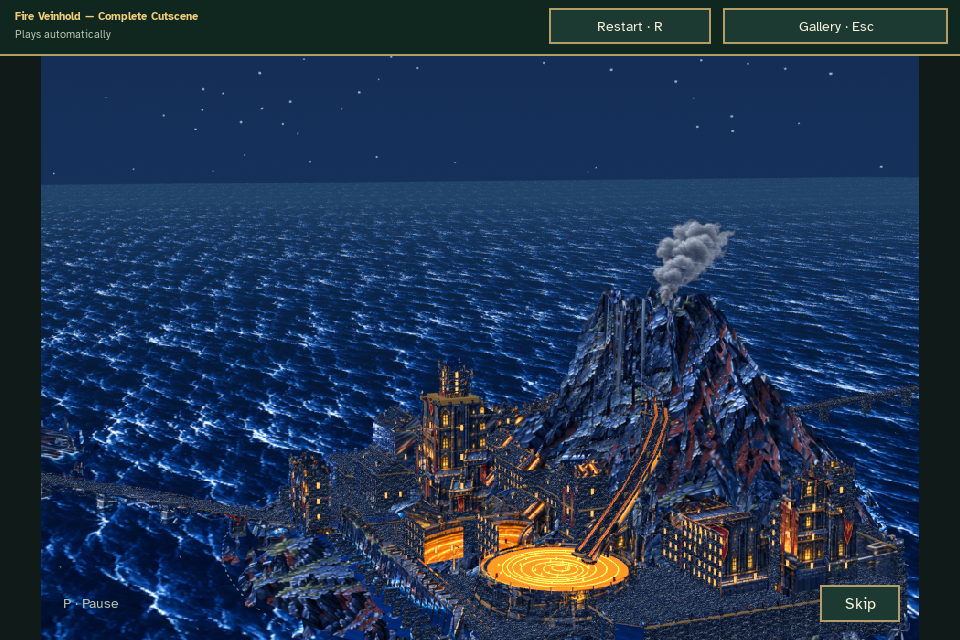 Fire Veinhold — Complete Cutscene
Plays automatically
Restart · R
Gallery · Esc
P · Pause
Skip